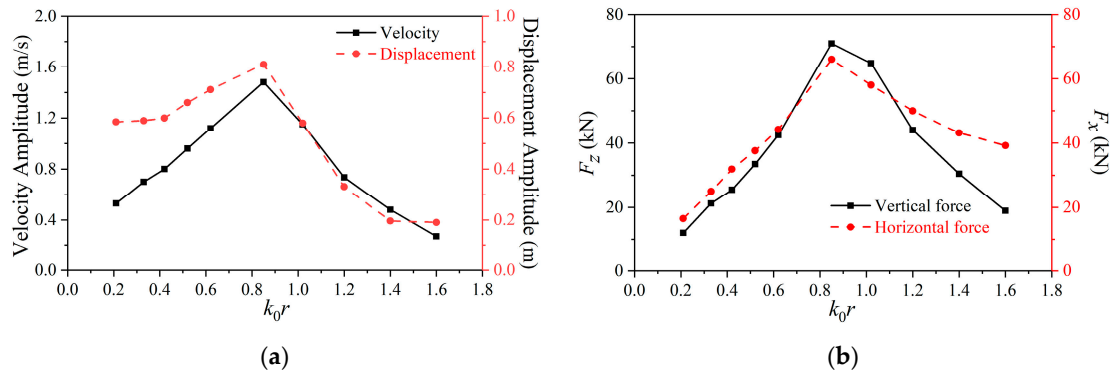 2.0 1.0 80 80
Velocity
Displacement
1.6 0.8 60 60
1.2 0.6
Velocity Amplitude (m/s)
Displacement Amplitude (m)
F_z (kN)
F_x (kN)
40 40
0.8 0.4
Vertical force
Horizontal force
20 20
0.4 0.2
0.0 0.0 0 0
0.0 0.2 0.4 0.6 0.8 1.0 1.2 1.4 1.6 1.8 0.0 0.2 0.4 0.6 0.8 1.0 1.2 1.4 1.6 1.8
k₀r k₀r
(a) (b)